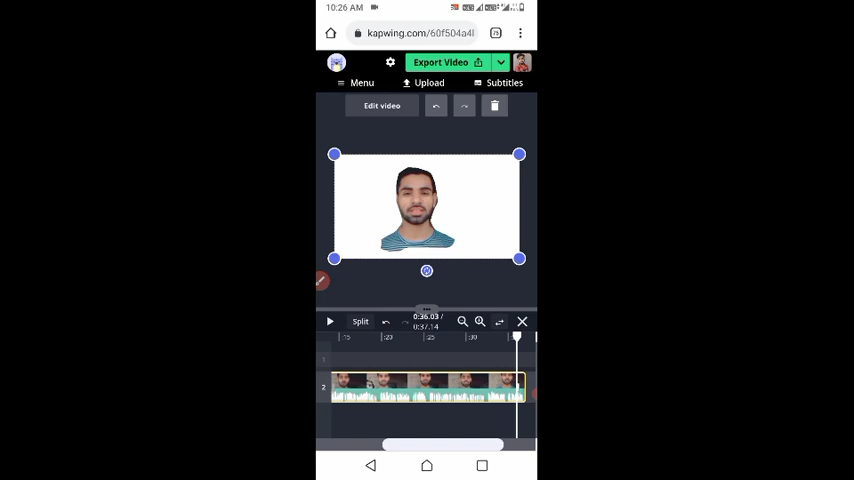 10:26 AM
kapwing.com/60f504a4l
Export Video
Menu
Upload
Subtitles
Edit video
Split
0:36.03 /
0:37.14
:15
:20
:25
:30
1
2